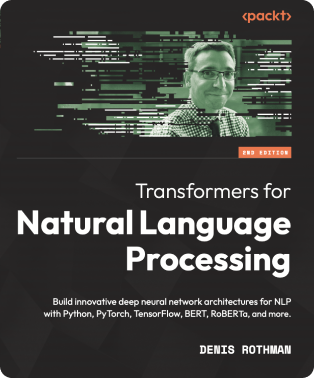 <packt>
2ND EDITION
Transformers for
Natural Language
Processing
Build innovative deep neural network architectures for NLP
with Python, PyTorch, TensorFlow, BERT, RoBERTa, and more.
DENIS ROTHMAN